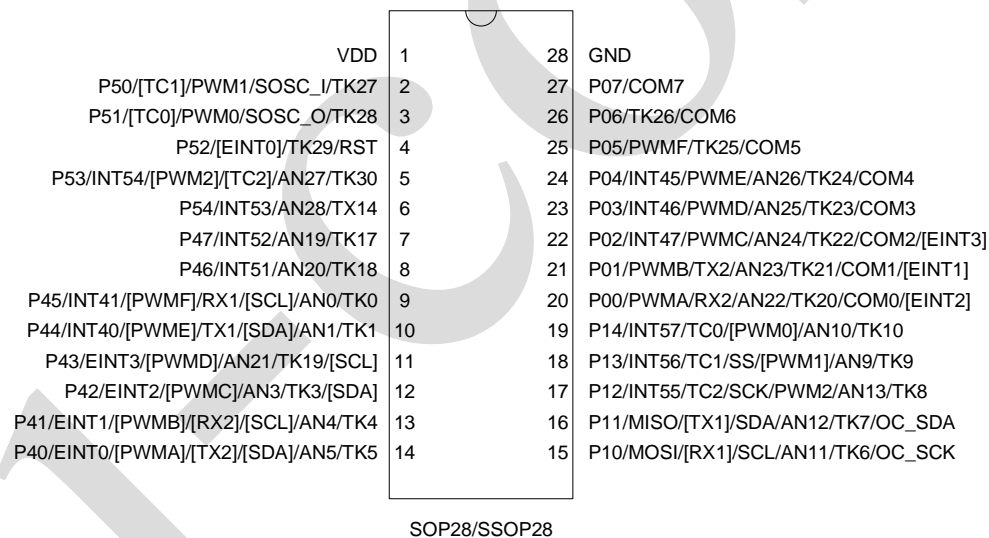 VDD 1 28 GND
P50/[TC1]/PWM1/SOSC_I/TK27 2 27 P07/COM7
P51/[TC0]/PWM0/SOSC_O/TK28 3 26 P06/TK26/COM6
P52/[EINT0]/TK29/RST 4 25 P05/PWMF/TK25/COM5
P53/INT54/[PWM2]/[TC2]/AN27/TK30 5 24 P04/INT45/PWME/AN26/TK24/COM4
P54/INT53/AN28/TX14 6 23 P03/INT46/PWMD/AN25/TK23/COM3
P47/INT52/AN19/TK17 7 22 P02/INT47/PWMC/AN24/TK22/COM2/[EINT3]
P46/INT51/AN20/TK18 8 21 P01/PWMB/TX2/AN23/TK21/COM1/[EINT1]
P45/INT41/[PWMF]/RX1/[SCL]/AN0/TK0 9 20 P00/PWMA/RX2/AN22/TK20/COM0/[EINT2]
P44/INT40/[PWME]/TX1/[SDA]/AN1/TK1 10 19 P14/INT57/TC0/[PWM0]/AN10/TK10
P43/EINT3/[PWMD]/AN21/TK19/[SCL] 11 18 P13/INT56/TC1/SS/[PWM1]/AN9/TK9
P42/EINT2/[PWMC]/AN3/TK3/[SDA] 12 17 P12/INT55/TC2/SCK/PWM2/AN13/TK8
P41/EINT1/[PWMB]/[RX2]/[SCL]/AN4/TK4 13 16 P11/MISO/[TX1]/SDA/AN12/TK7/OC_SDA
P40/EINT0/[PWMA]/[TX2]/[SDA]/AN5/TK5 14 15 P10/MOSI/[RX1]/SCL/AN11/TK6/OC_SCK
SOP28/SSOP28